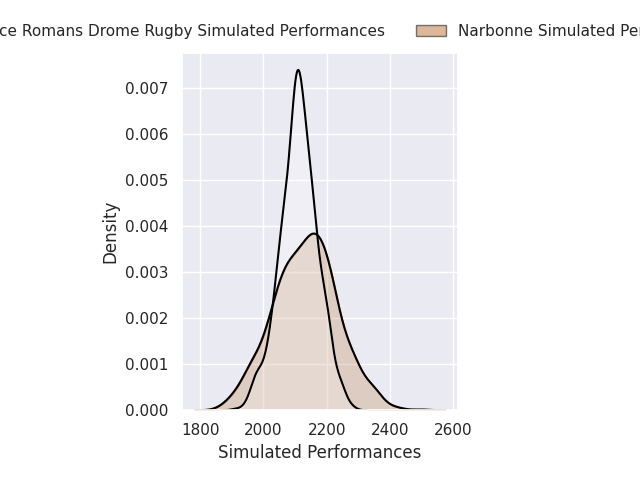 ce Romans Drome Rugby Simulated Performances Narbonne Simulated
0.007
0.006
0.005
0.004
0.003
0.002
0.001
0.000
Density
1800 2000 2200 2400 2600
Simulated Performances